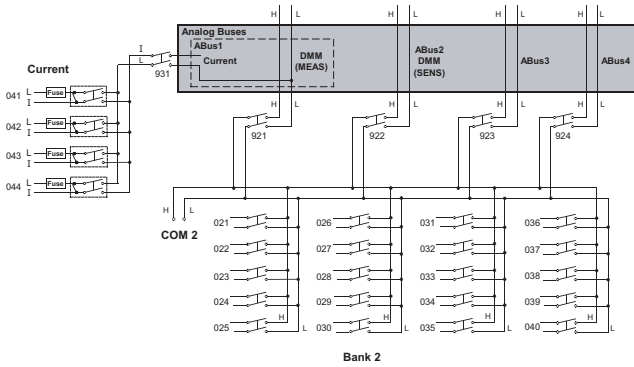 H L H L H L H L
Analog Buses
ABus1
Current
DMM
(MEAS)
ABus2
DMM
(SENS)
ABus3
ABus4
I
L
931
Current
041 L Fuse
I
042 L Fuse
I
043 L Fuse
I
044 L Fuse
I
H L H L H L H L
921 922 923 924
H L
COM 2
021 026 031 036
022 027 032 037
023 028 033 038
024 029 034 039
H H H H
025 L 030 L 035 L 040 L
Bank 2